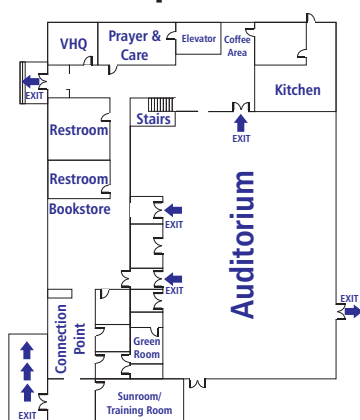 VHQ
Prayer &
Care
Elevator
Coffee
Area
Kitchen
EXIT
Restroom
Stairs
EXIT
Restroom
Bookstore
EXIT
Auditorium
EXIT
EXIT
Connection
Point
Green
Room
Sunroom/
Training Room
EXIT